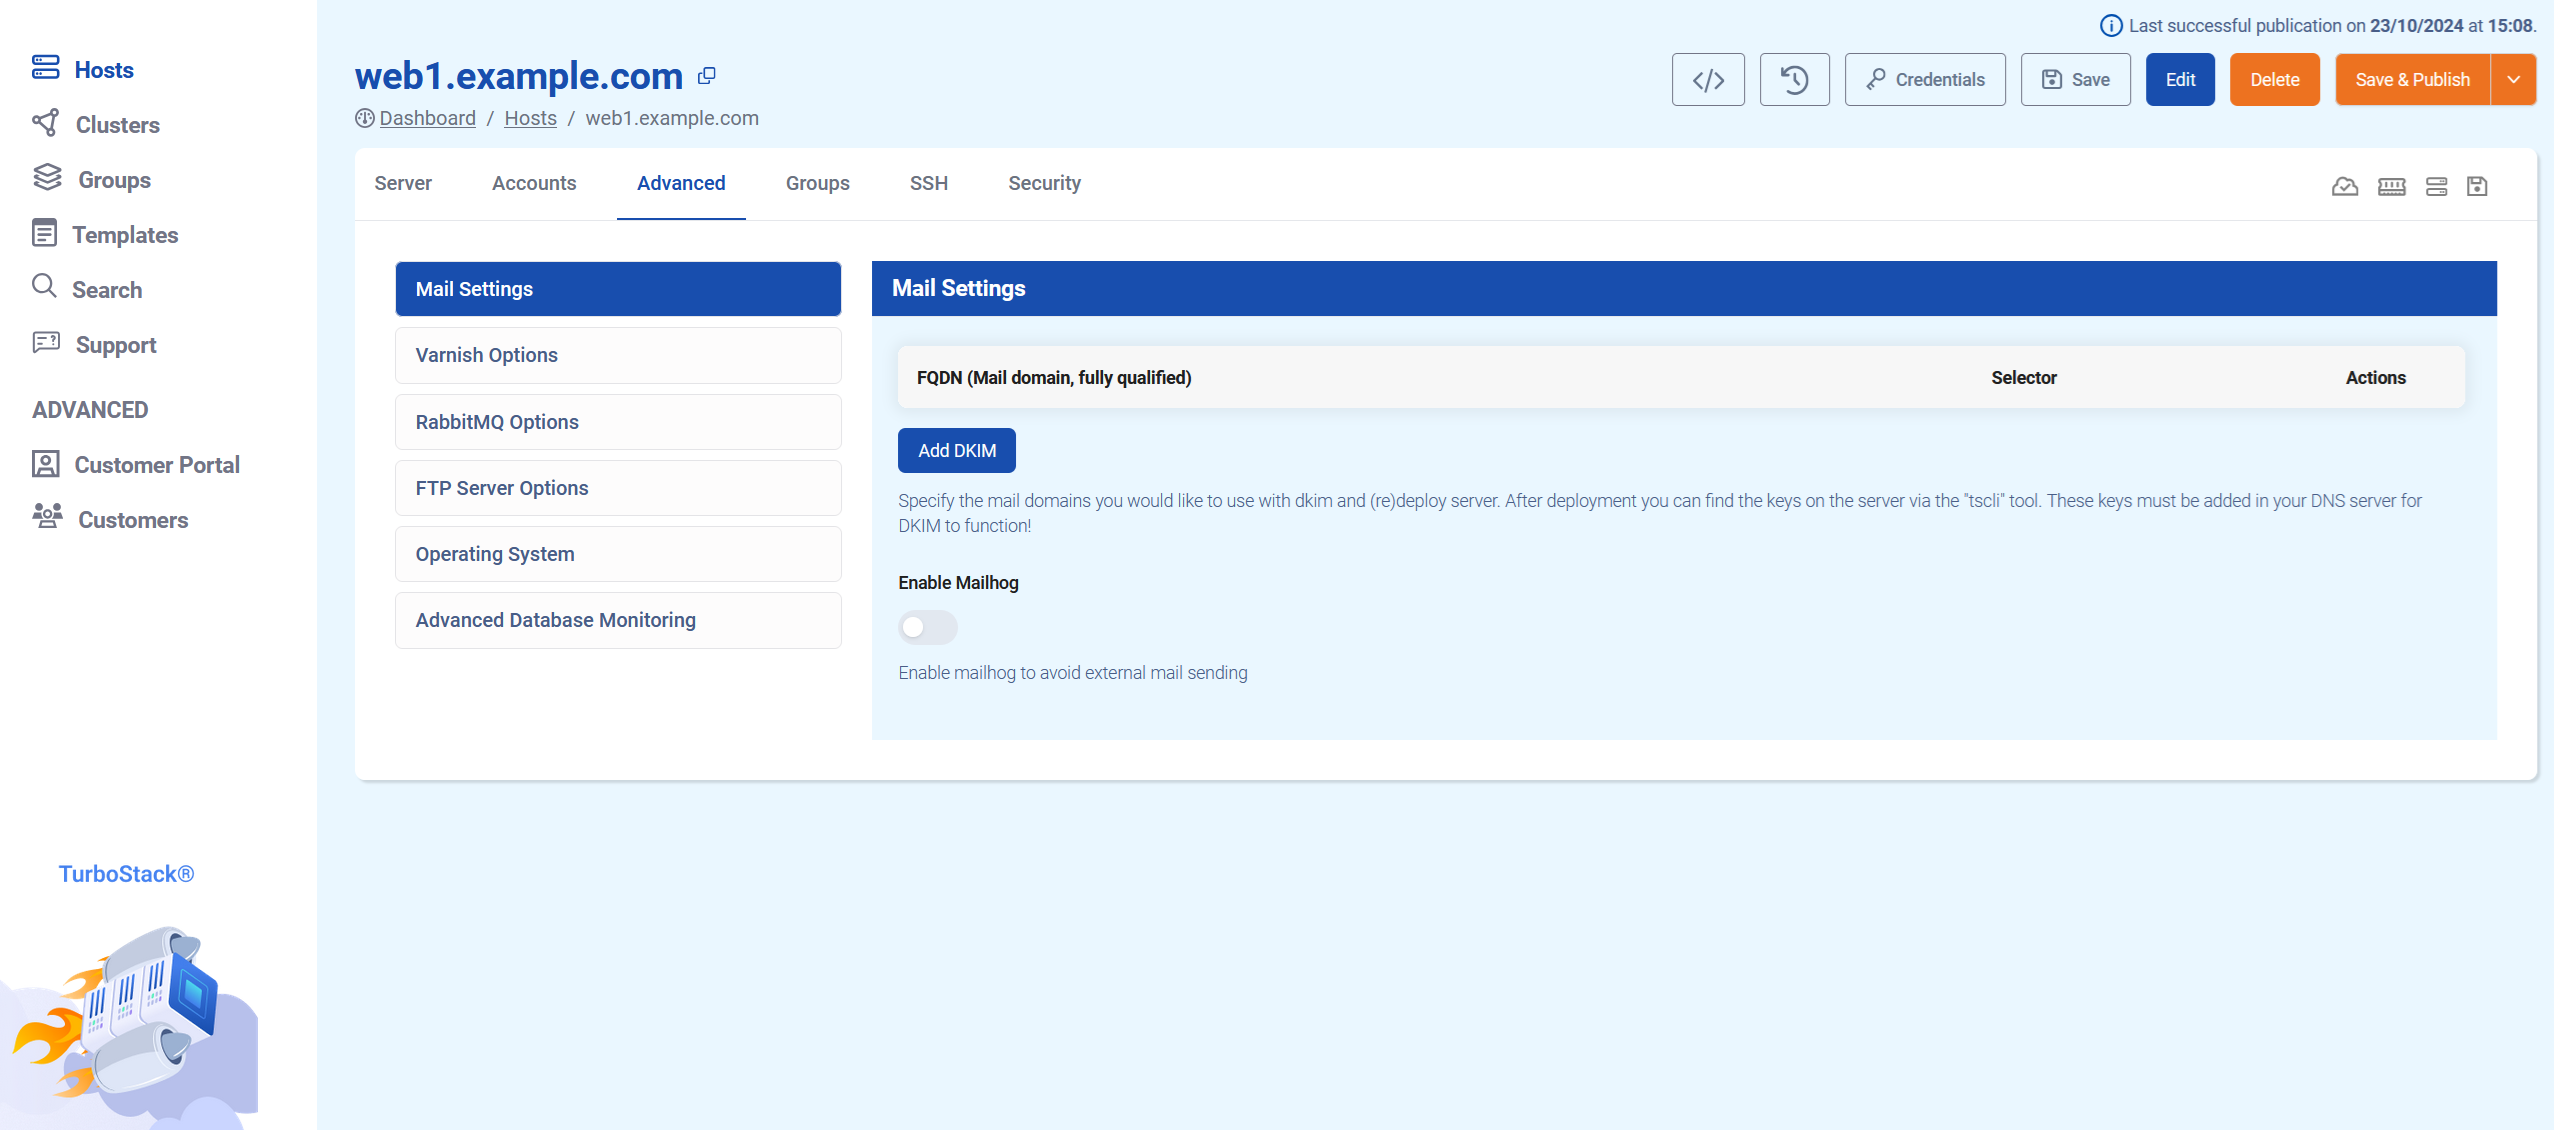 Last successful publication on 23/10/2024 at 15:08.
Hosts
Clusters
Groups
Templates
Search
Support
ADVANCED
Customer Portal
Customers
TurboStack®
web1.example.com
Dashboard / Hosts / web1.example.com
Credentials
Save
Edit
Delete
Save & Publish
Server Accounts Advanced Groups SSH Security
Mail Settings
Varnish Options
RabbitMQ Options
FTP Server Options
Operating System
Advanced Database Monitoring
Mail Settings
FQDN (Mail domain, fully qualified) Selector Actions
Add DKIM
Specify the mail domains you would like to use with dkim and (re)deploy server. After deployment you can find the keys on the server via the "tscli" tool. These keys must be added in your DNS server for
DKIM to function!
Enable Mailhog
Enable mailhog to avoid external mail sending